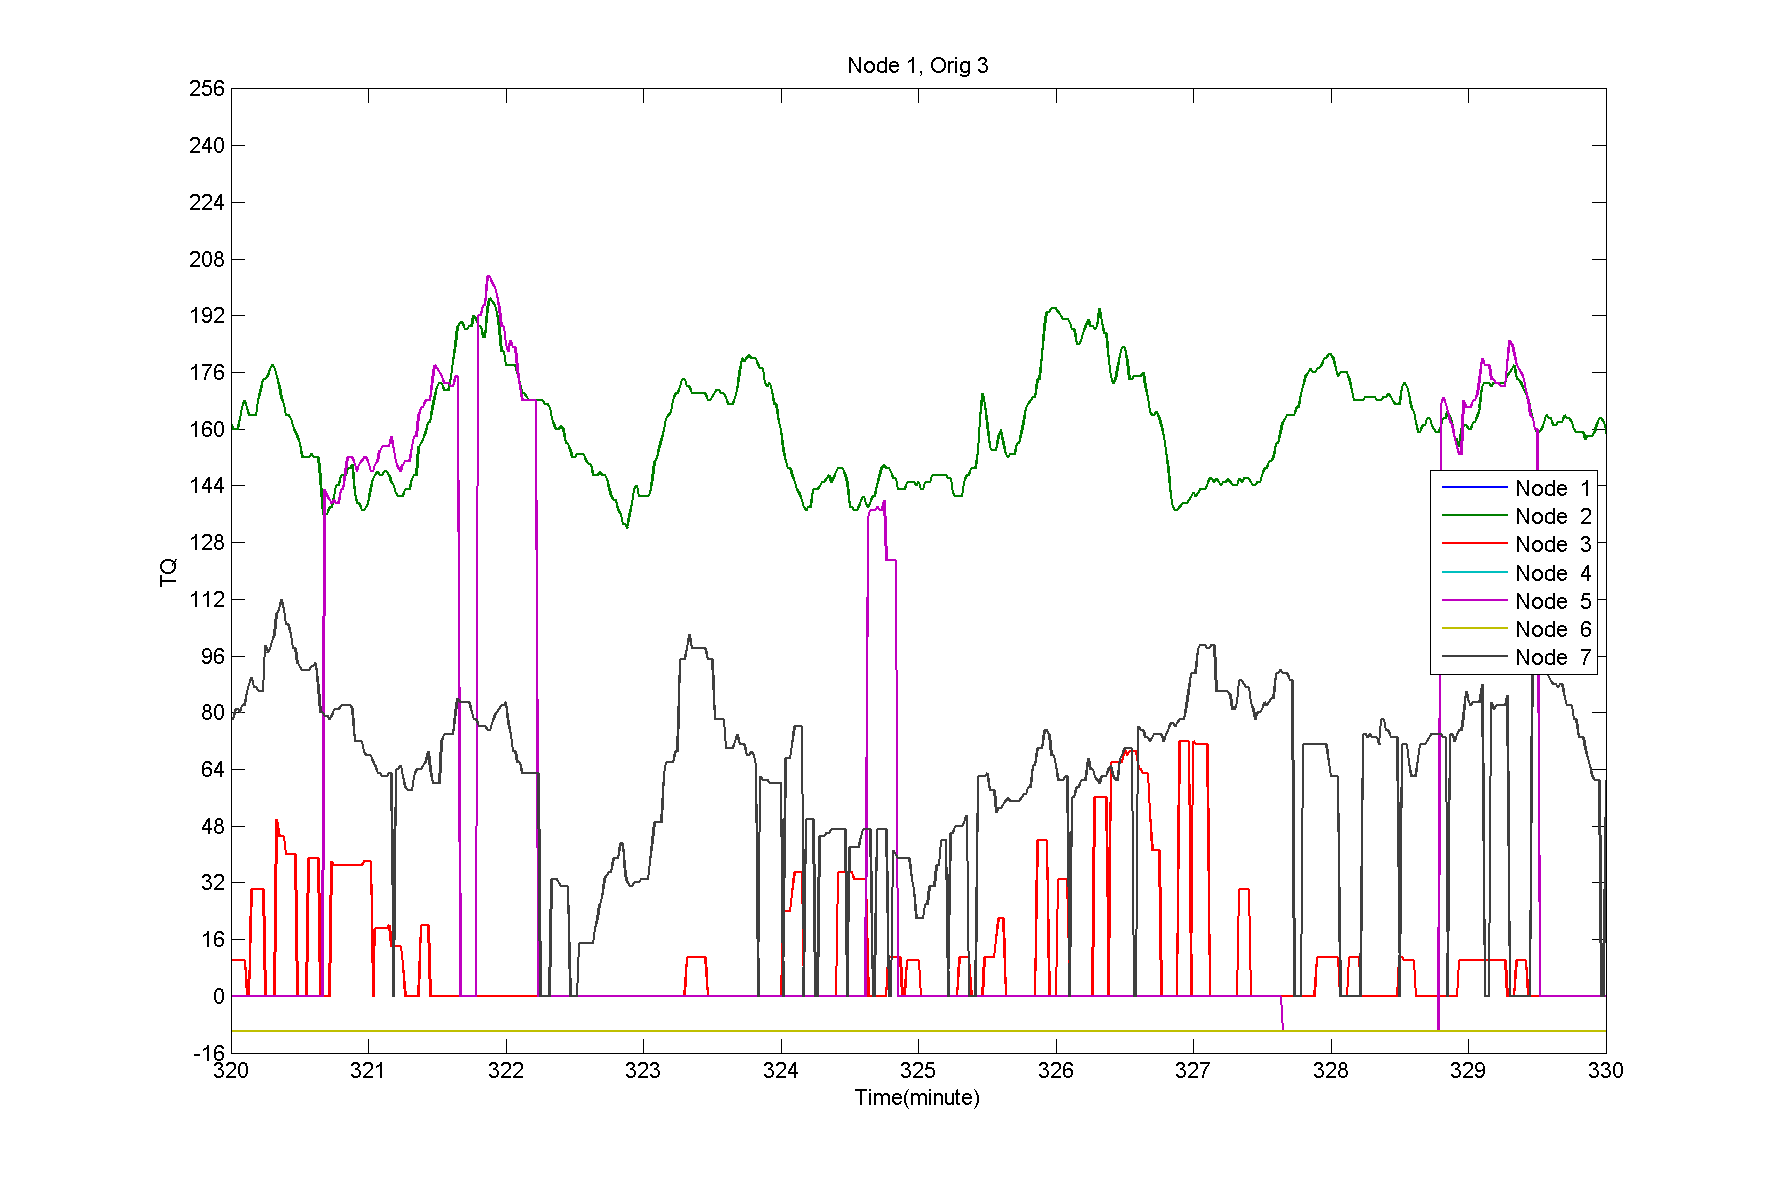 Node 1, Orig 3
256
240
224
208
192
176
160
144
128
112
96
80
64
48
32
16
0
-16
TQ
Node 1
Node 2
Node 3
Node 4
Node 5
Node 6
Node 7
320 321 322 323 324 325 326 327 328 329 330
Time(minute)